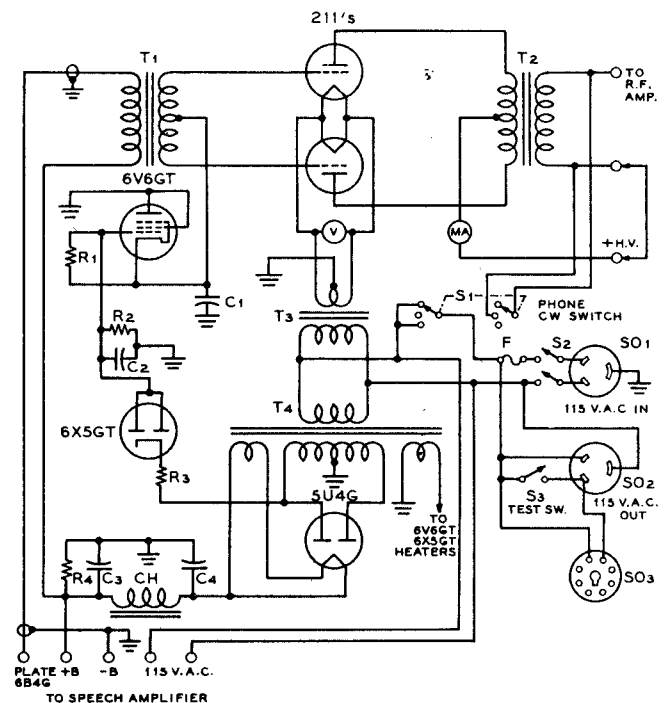 211's
T1
T2
TO
R.F.
AMP.
6V6GT
V
MA
+H.V.
R1
C1
S1
PHONE
CW SWITCH
R2
T3
F
S2
SO1
C2
115 V.A.C IN
T4
6X5GT
R3
5U4G
SO2
S3
TEST SW.
115 V.A.C.
OUT
TO
6V6GT
6X5GT
HEATERS
R4
C3
CH
C4
SO3
PLATE
6B4G
+B
-B
115 V.A.C.
TO SPEECH AMPLIFIER